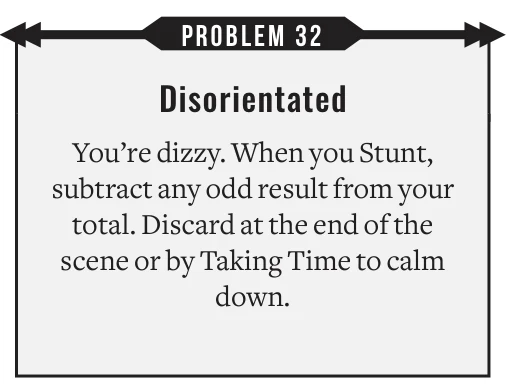 PROBLEM 32
Disorientated
You’re dizzy. When you Stunt,
subtract any odd result from your
total. Discard at the end of the
scene or by Taking Time to calm
down.